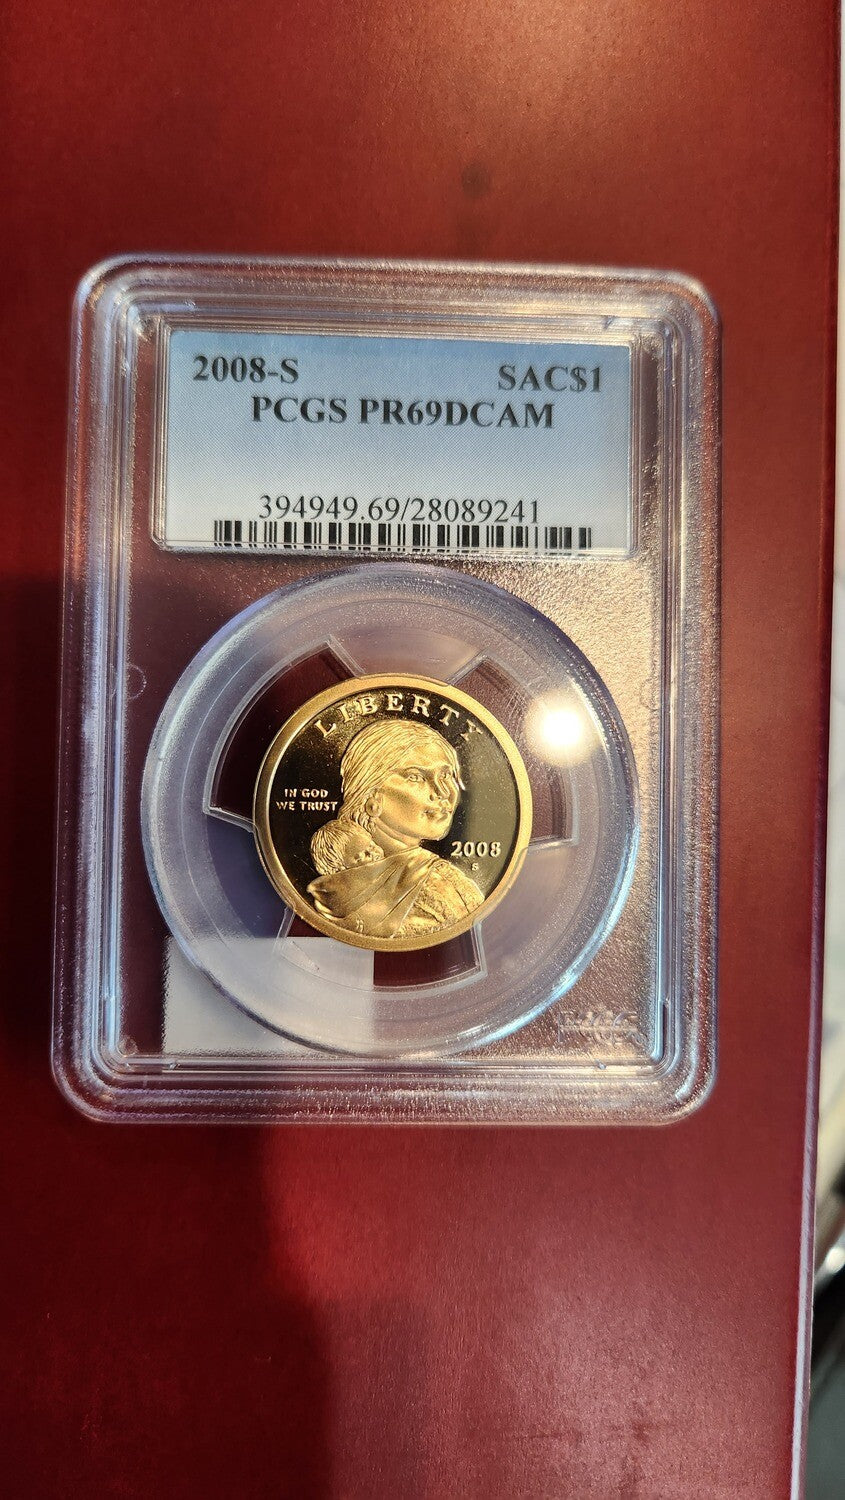 2008-S SAC$1
PCGS PR69DCAM
394949.69/28089241
LIBERTY
IN GOD
WE TRUST
2008
S